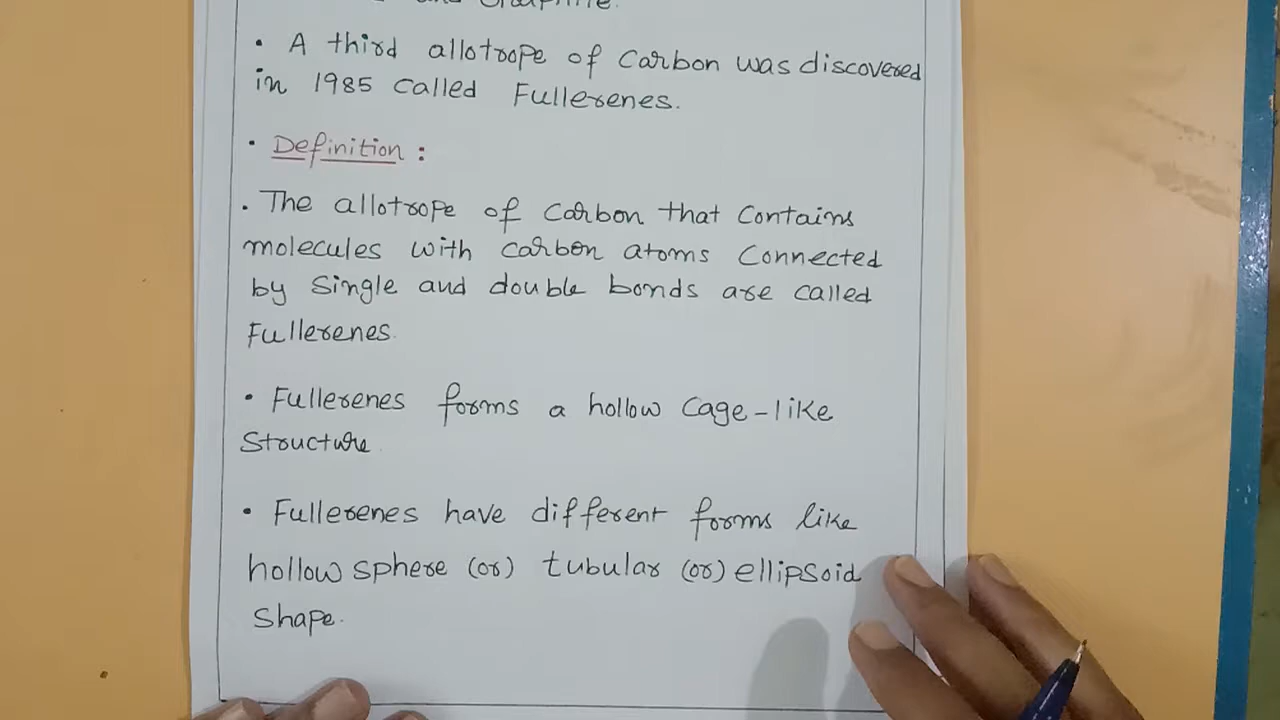 and Graphite.
• A third allotrope of Carbon was discovered
in 1985 called Fullerenes.
• Definition :
. The allotrope of Carbon that Contains
molecules with carbon atoms Connected
by Single and double bonds are called
Fullerenes.
• Fullerenes forms a hollow Cage-like
Structure.
• Fullerenes have different forms like
hollow sphere (or) tubular (or) ellipsoid
Shape.